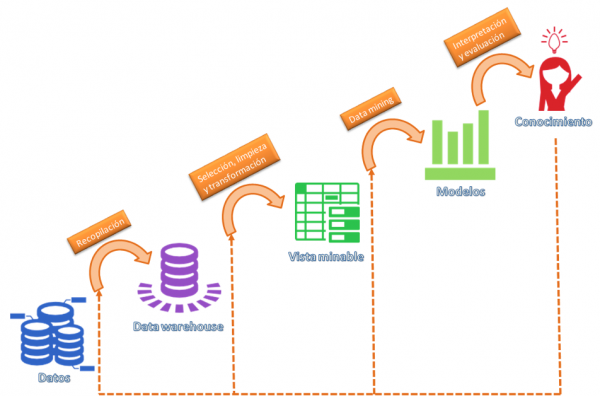 Interpretación
y evaluación
Conocimiento
Data mining
Modelos
Selección, limpieza
y transformación
Vista minable
Recopilación
Data warehouse
Datos